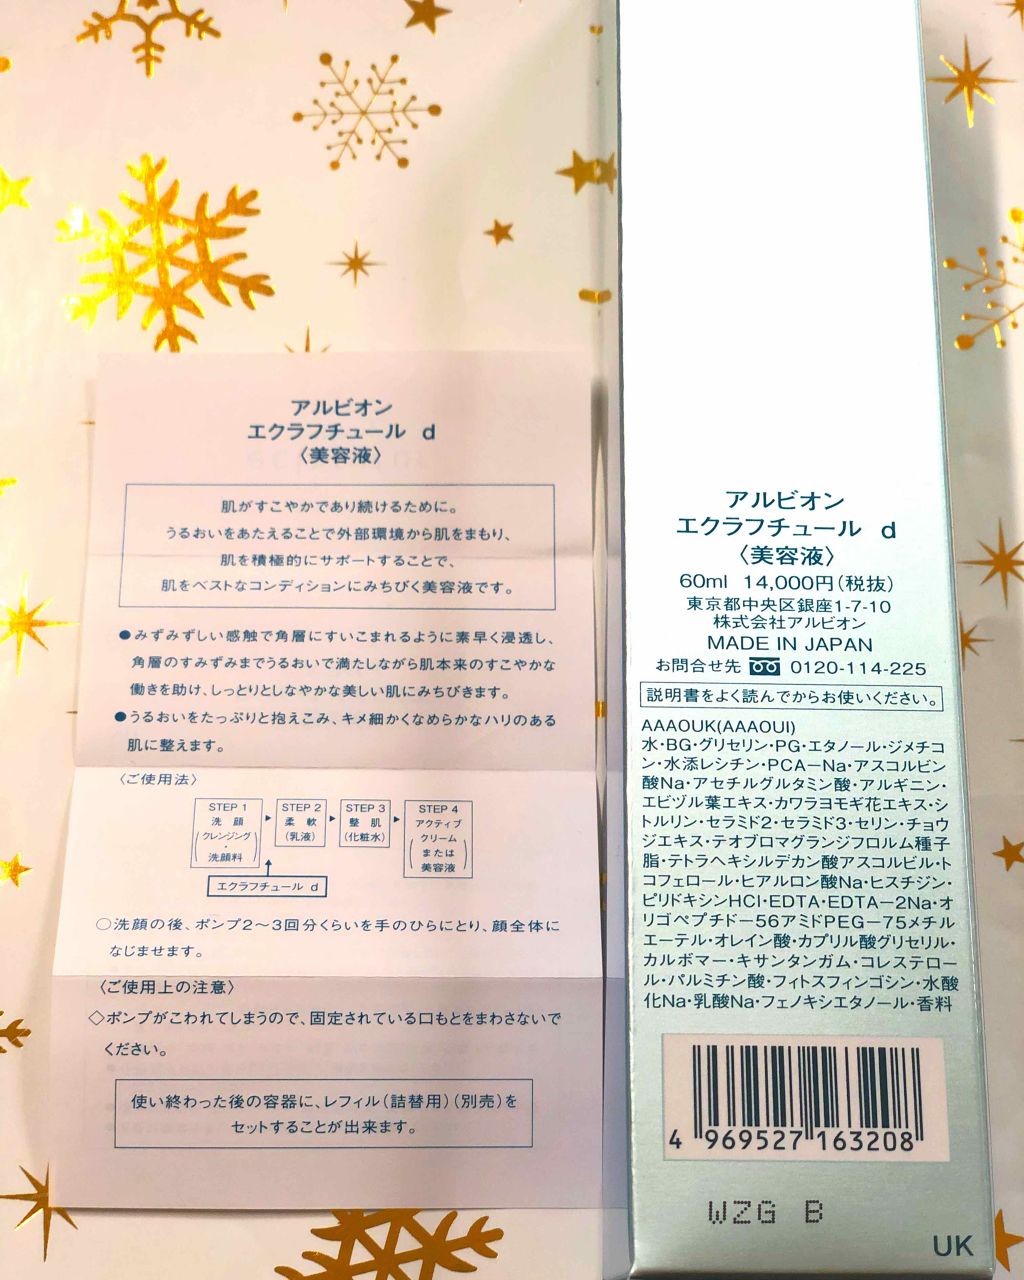 アルビオン
エクラフチュール d
〈美容液〉
肌がすこやかであり続けるために。
うるおいをあたえることで外部環境から肌をまもり、
肌を積極的にサポートすることで、
肌をベストなコンディションにみちびく美容液です。
●みずみずしい感触で角層にすいこまれるように素早く浸透し、
角層のすみずみまでうるおいで満たしながら肌本来のすこやかな
働きを助け、しっとりとしなやかな美しい肌にみちびきます。
●うるおいをたっぷりと抱えこみ、キメ細かくなめらかなハリのある
肌に整えます。
〈ご使用法〉
STEP 1
洗顔
(クレンジング
・
洗顔料)
STEP 2
柔軟
(乳液)
STEP 3
整肌
(化粧水)
STEP 4
アクティブ
(クリーム
または
美容液)
エクラフチュール d
○洗顔の後、ポンプ2〜3回分くらいを手のひらにとり、顔全体に
なじませます。
〈ご使用上の注意〉
◇ポンプがこわれてしまうので、固定されている口もとをまわさないで
ください。
使い終わった後の容器に、レフィル(詰替用)(別売)を
セットすることが出来ます。
アルビオン
エクラフチュール d
〈美容液〉
60ml 14,000円(税抜)
東京都中央区銀座1-7-10
株式会社アルビオン
MADE IN JAPAN
お問合せ先 0120-114-225
説明書をよく読んでからお使いください。
AAAOUK(AAAOUI)
水・BG・グリセリン・PG・エタノール・ジメチコ
ン・水添レシチン・PCA−Na・アスコルビン
酸Na・アセチルグルタミン酸・アルギニン・
エビヅル葉エキス・カワラヨモギ花エキス・シ
トルリン・セラミド2・セラミド3・セリン・チョウ
ジエキス・テオブロマグランジフロルム種子
脂・テトラヘキシルデカン酸アスコルビル・ト
コフェロール・ヒアルロン酸Na・ヒスチジン・
ピリドキシンHCl・EDTA・EDTA−2Na・オ
リゴペプチド−56アミドPEG−75メチル
エーテル・オレイン酸・カプリル酸グリセリル・
カルボマー・キサンタンガム・コレステロー
ル・パルミチン酸・フィトスフィンゴシン・水酸
化Na・乳酸Na・フェノキシエタノール・香料
4 969527 163208
WZG B
UK